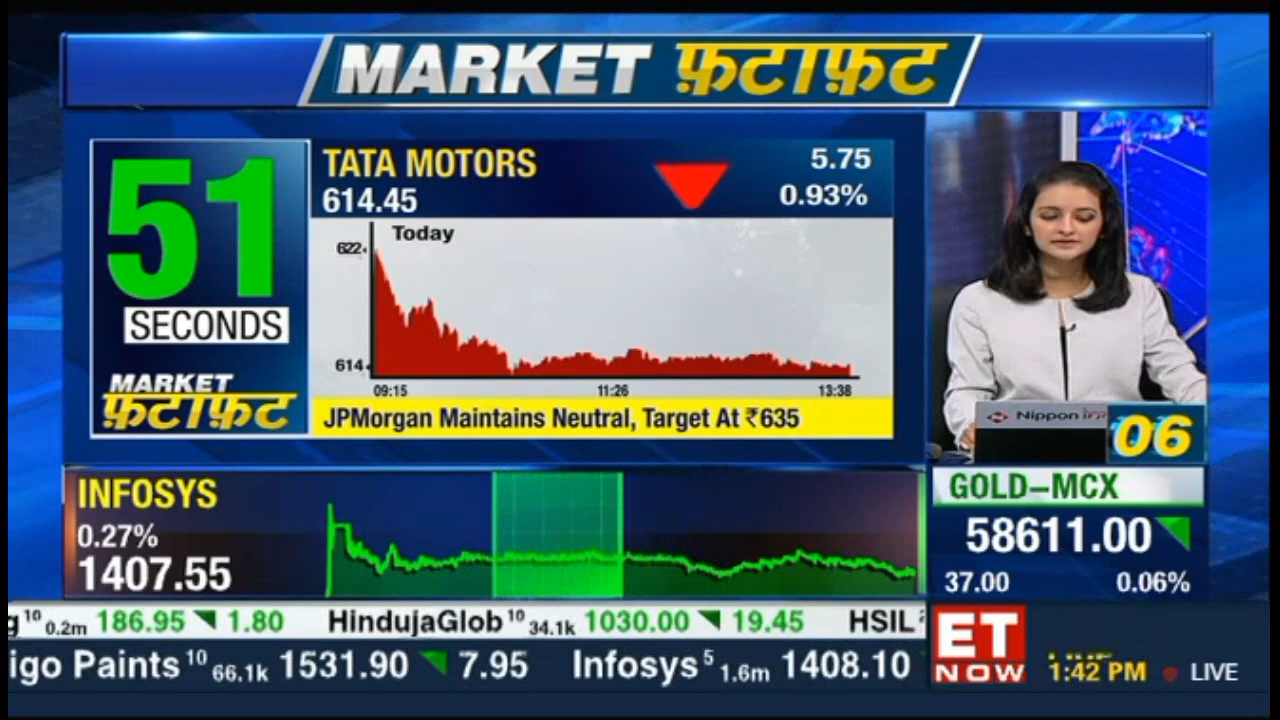 MARKET फ़टाफ़ट
51
SECONDS
MARKET
फ़टाफ़ट
TATA MOTORS
614.45
5.75
0.93%
Today
622
614
09:15 11:26 13:38
JPMorgan Maintains Neutral, Target At ₹635
Nippon
06
INFOSYS
0.27%
1407.55
GOLD-MCX
58611.00
37.00 0.06%
g 10 0.2m 186.95 1.80 HindujaGlob 10 34.1k 1030.00 19.45 HSIL
igo Paints 10 66.1k 1531.90 7.95 Infosys 5 1.6m 1408.10
ET
NOW
1:42 PM
LIVE